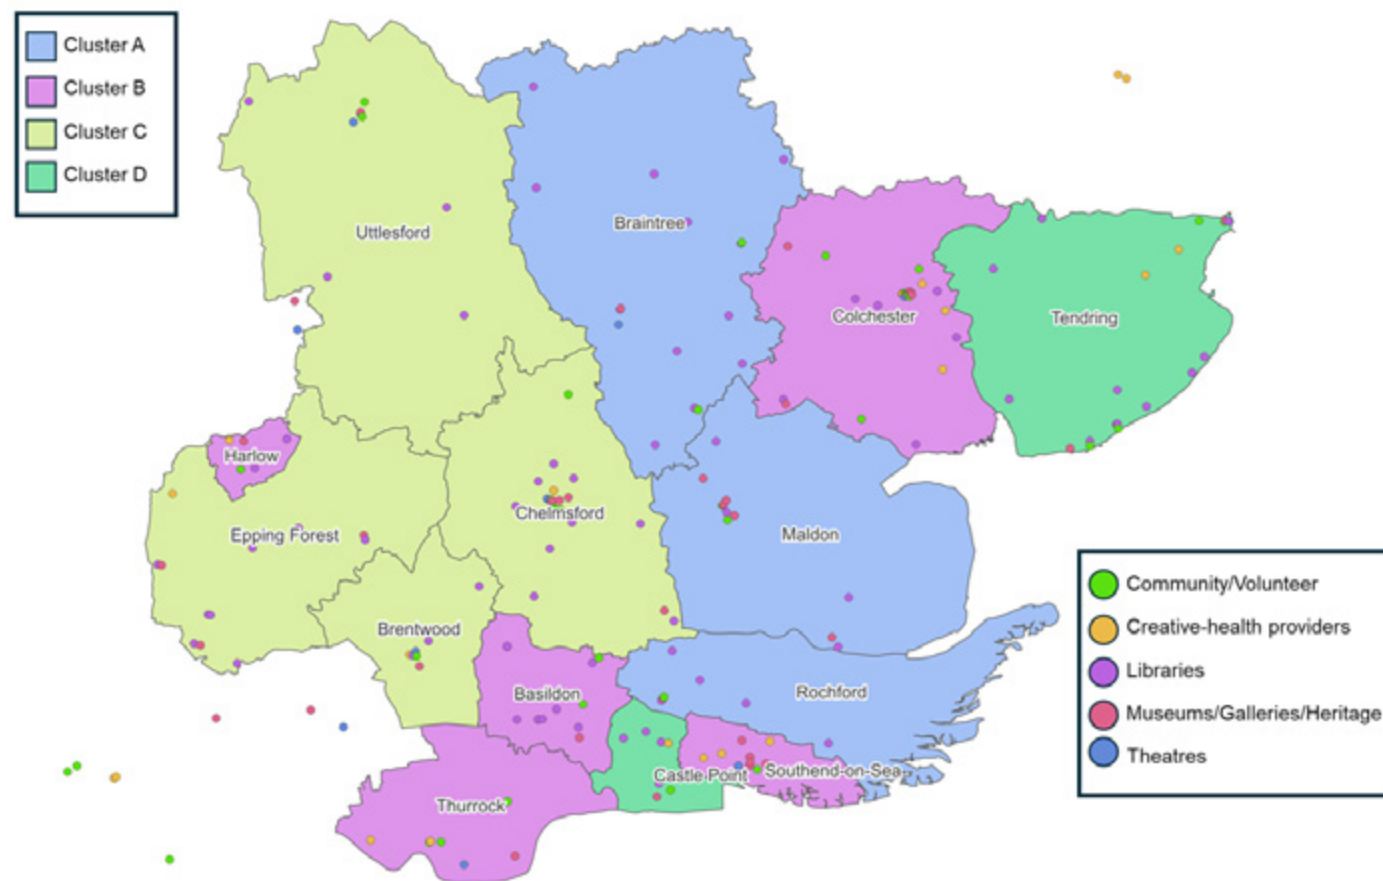 Cluster A
Cluster B
Cluster C
Cluster D
Uttlesford
Braintree
Colchester
Tendring
Harlow
Epping Forest
Chelmsford
Maldon
Brentwood
Basildon
Rochford
Castle Point
Southend-on-Sea
Thurrock
Community/Volunteer
Creative-health providers
Libraries
Museums/Galleries/Heritage
Theatres